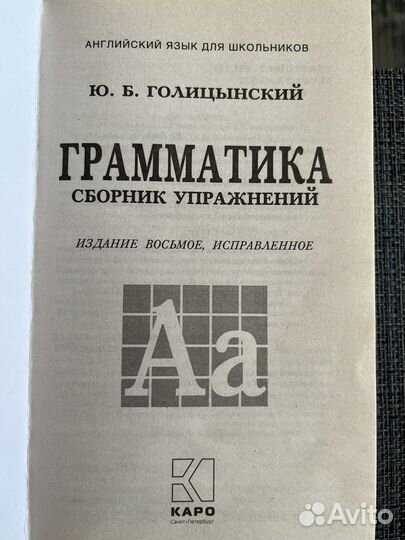 АНГЛИЙСКИЙ ЯЗЫК ДЛЯ ШКОЛЬНИКОВ
Ю. Б. ГОЛИЦЫНСКИЙ
ГРАММАТИКА
СБОРНИК УПРАЖНЕНИЙ
ИЗДАНИЕ ВОСЬМОЕ, ИСПРАВЛЕННОЕ
Аа
КАРО
Санкт-Петербург
Avito